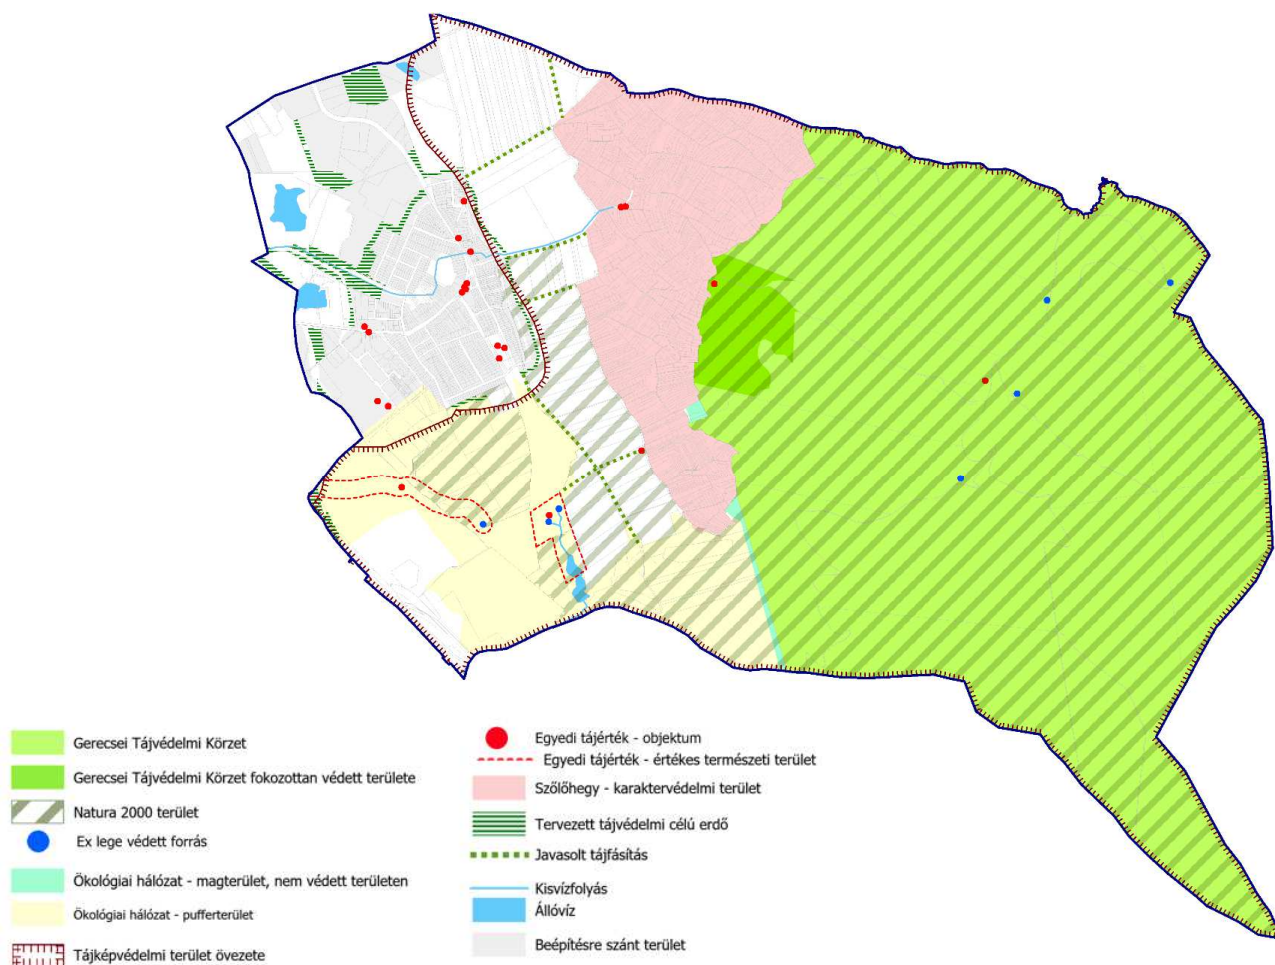 Gerecsei Tájvédelmi Körzet
Gerecsei Tájvédelmi Körzet fokozottan védett területe
Natura 2000 terület
Ex lege védett forrás
Ökológiai hálózat - magterület, nem védett területen
Ökológiai hálózat - pufferterület
Tájképvédelmi terület övezete
Egyedi tájérték - objektum
Egyedi tájérték - értékes természeti terület
Szőlőhegy - karaktervédelmi terület
Tervezett tájvédelmi célú erdő
Javasolt tájfásítás
Kisvízfolyás
Állóvíz
Beépítésre szánt terület